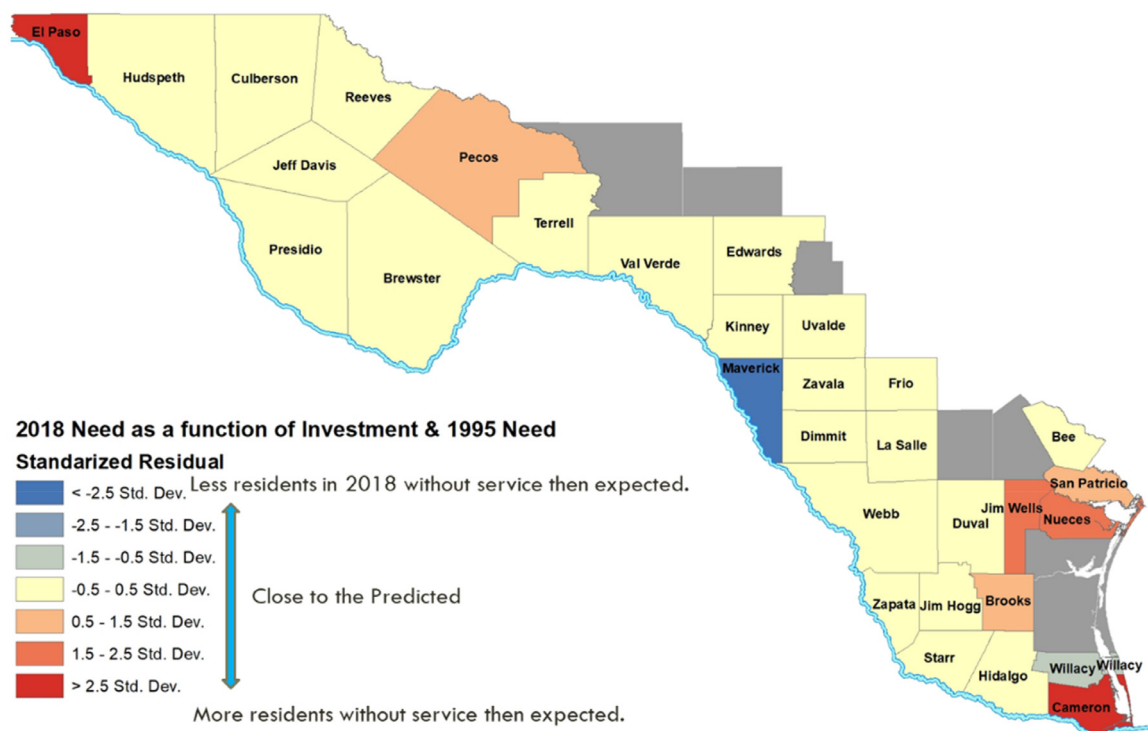 El Paso
Hudspeth
Culberson
Reeves
Jeff Davis
Pecos
Presidio
Brewster
Terrell
Val Verde
Edwards
Kinney
Uvalde
Maverick
Zavala
Frio
Dimmit
La Salle
Bee
San Patricio
Webb
Duval
Jim Wells
Nueces
Zapata
Jim Hogg
Brooks
Starr
Hidalgo
Willacy
Willacy
Cameron
2018 Need as a function of Investment & 1995 Need
Standarized Residual
< -2.5 Std. Dev.
Less residents in 2018 without service then expected.
-2.5 - -1.5 Std. Dev.
-1.5 - -0.5 Std. Dev.
-0.5 - 0.5 Std. Dev.
Close to the Predicted
0.5 - 1.5 Std. Dev.
1.5 - 2.5 Std. Dev.
> 2.5 Std. Dev.
More residents without service then expected.